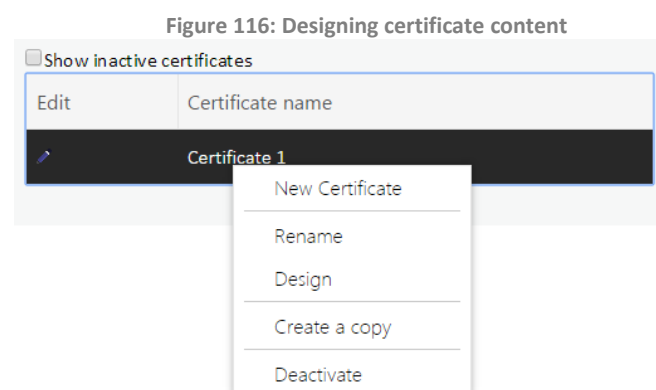 Figure 116: Designing certificate content
Show inactive certificates
Edit Certificate name
Certificate 1
New Certificate
Rename
Design
Create a copy
Deactivate